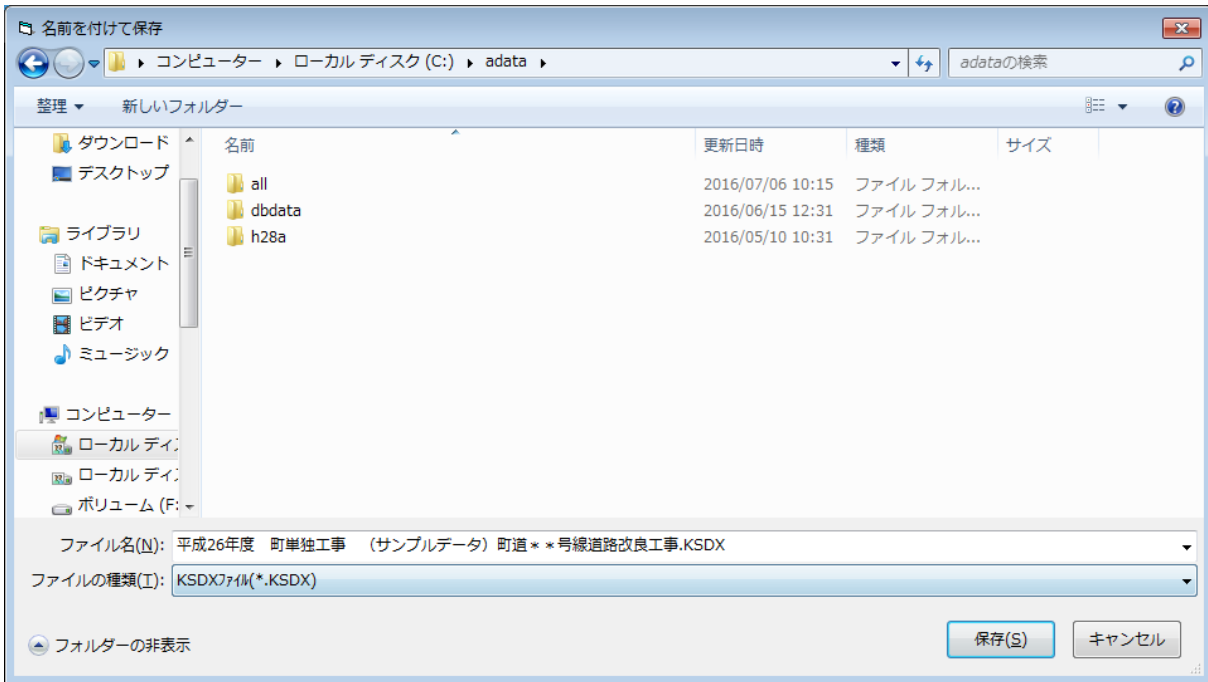 名前を付けて保存
コンピューター ▸ ローカル ディスク (C:) ▸ adata ▸
adataの検索
整理 ▼ 新しいフォルダー
ダウンロード
デスクトップ
ライブラリ
ドキュメント
ピクチャ
ビデオ
ミュージック
コンピューター
ローカル ディ
ローカル ディ
ボリューム (F:
名前 更新日時 種類 サイズ
all 2016/07/06 10:15 ファイル フォル...
dbdata 2016/06/15 12:31 ファイル フォル...
h28a 2016/05/10 10:31 ファイル フォル...
ファイル名(N): 平成26年度 町単独工事 (サンプルデータ) 町道**号線道路改良工事.KSDX
ファイルの種類(T): KSDXファイル(*.KSDX)
フォルダーの非表示
保存(S) キャンセル